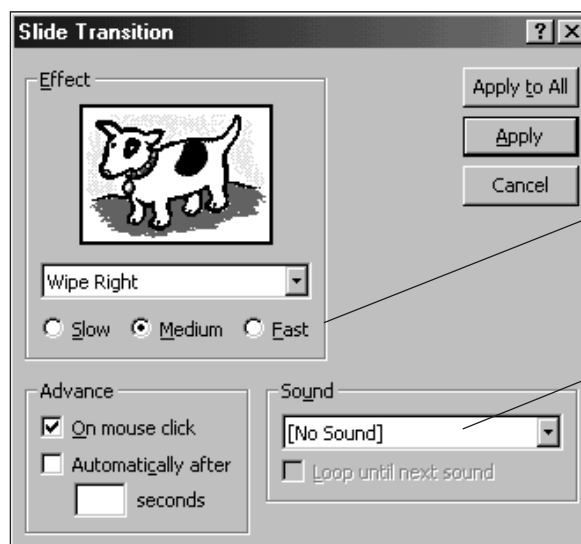 Slide Transition
Effect
Wipe Right
Slow Medium Fast
Apply to All
Apply
Cancel
Advance
On mouse click
Automatically after
seconds
Sound
[No Sound]
Loop until next sound